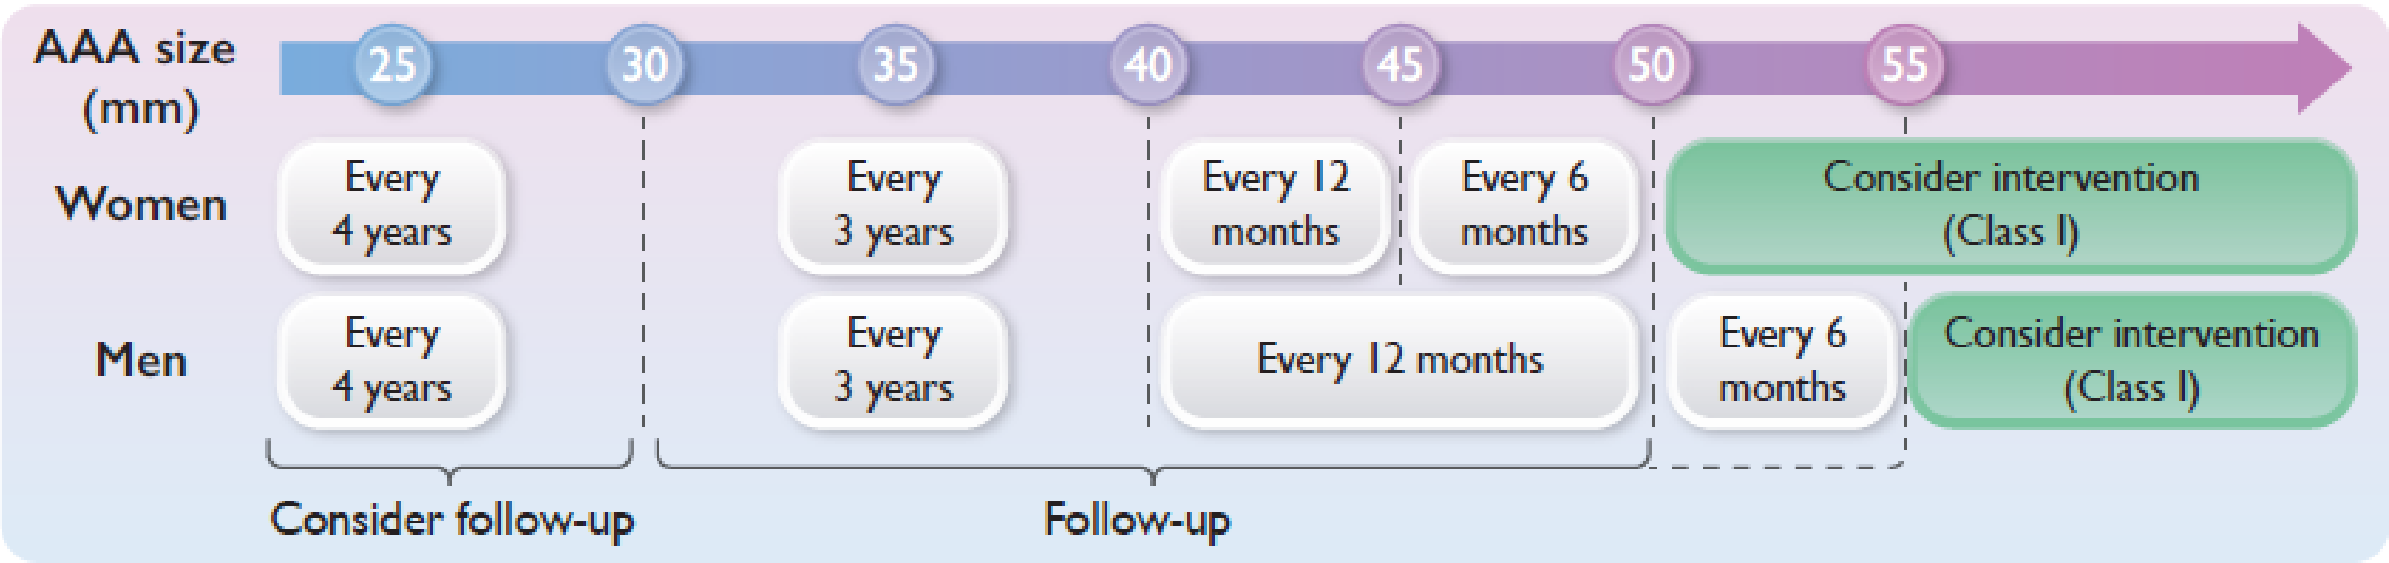 AAA size
(mm)
25 30 35 40 45 50 55
Women
Every
4 years
Every
3 years
Every 12
months
Every 6
months
Consider intervention
(Class I)
Men
Every
4 years
Every
3 years
Every 12 months
Every 6
months
Consider intervention
(Class I)
Consider follow-up
Follow-up